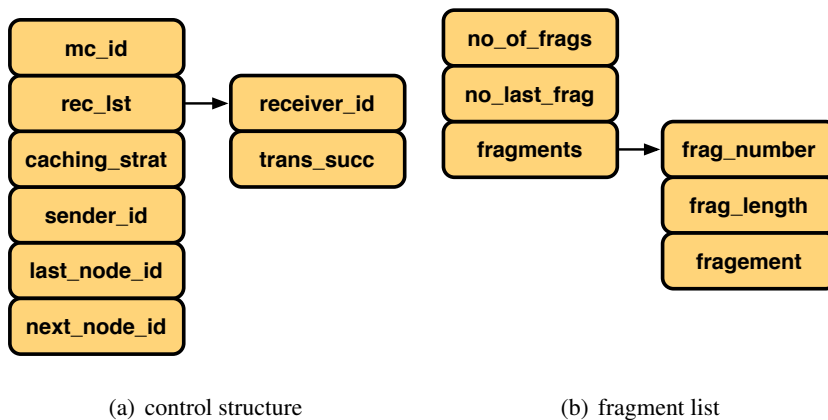 mc_id
rec_lst
caching_strat
sender_id
last_node_id
next_node_id
receiver_id
trans_succ
(a) control structure
no_of_frags
no_last_frag
fragments
frag_number
frag_length
fragement
(b) fragment list